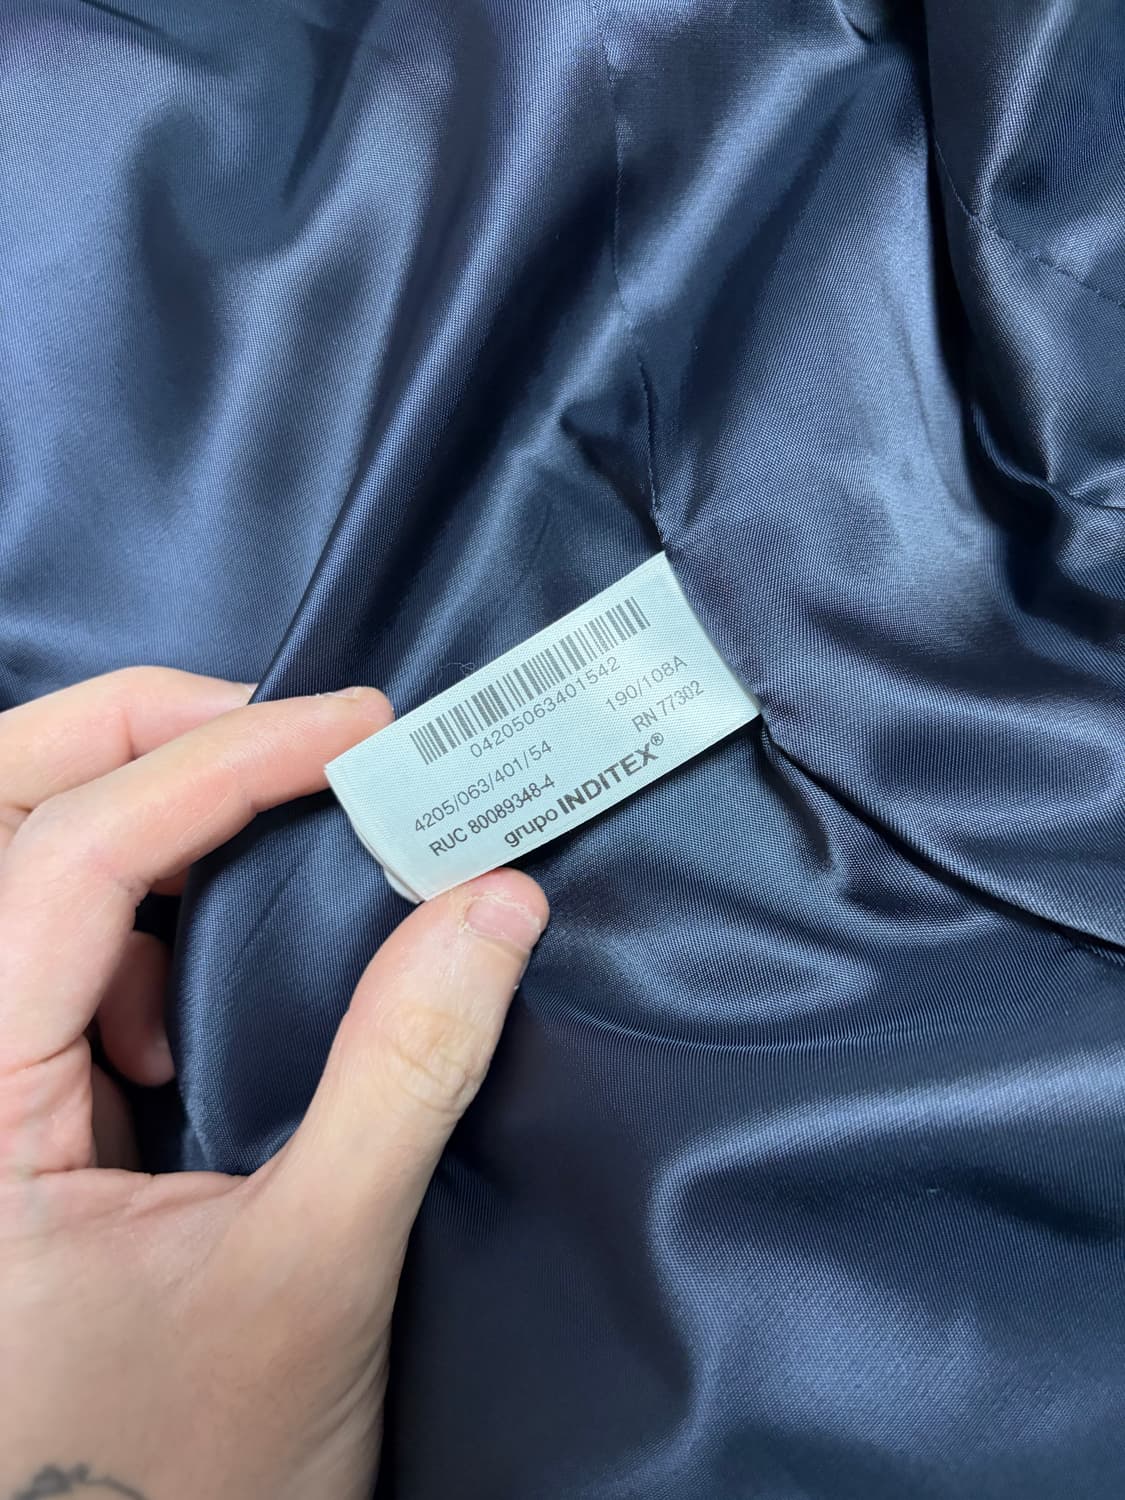 04205063401542
4205/063/401/54 190/108A
RUC 80089348-4 RN 77302
grupo INDITEX®